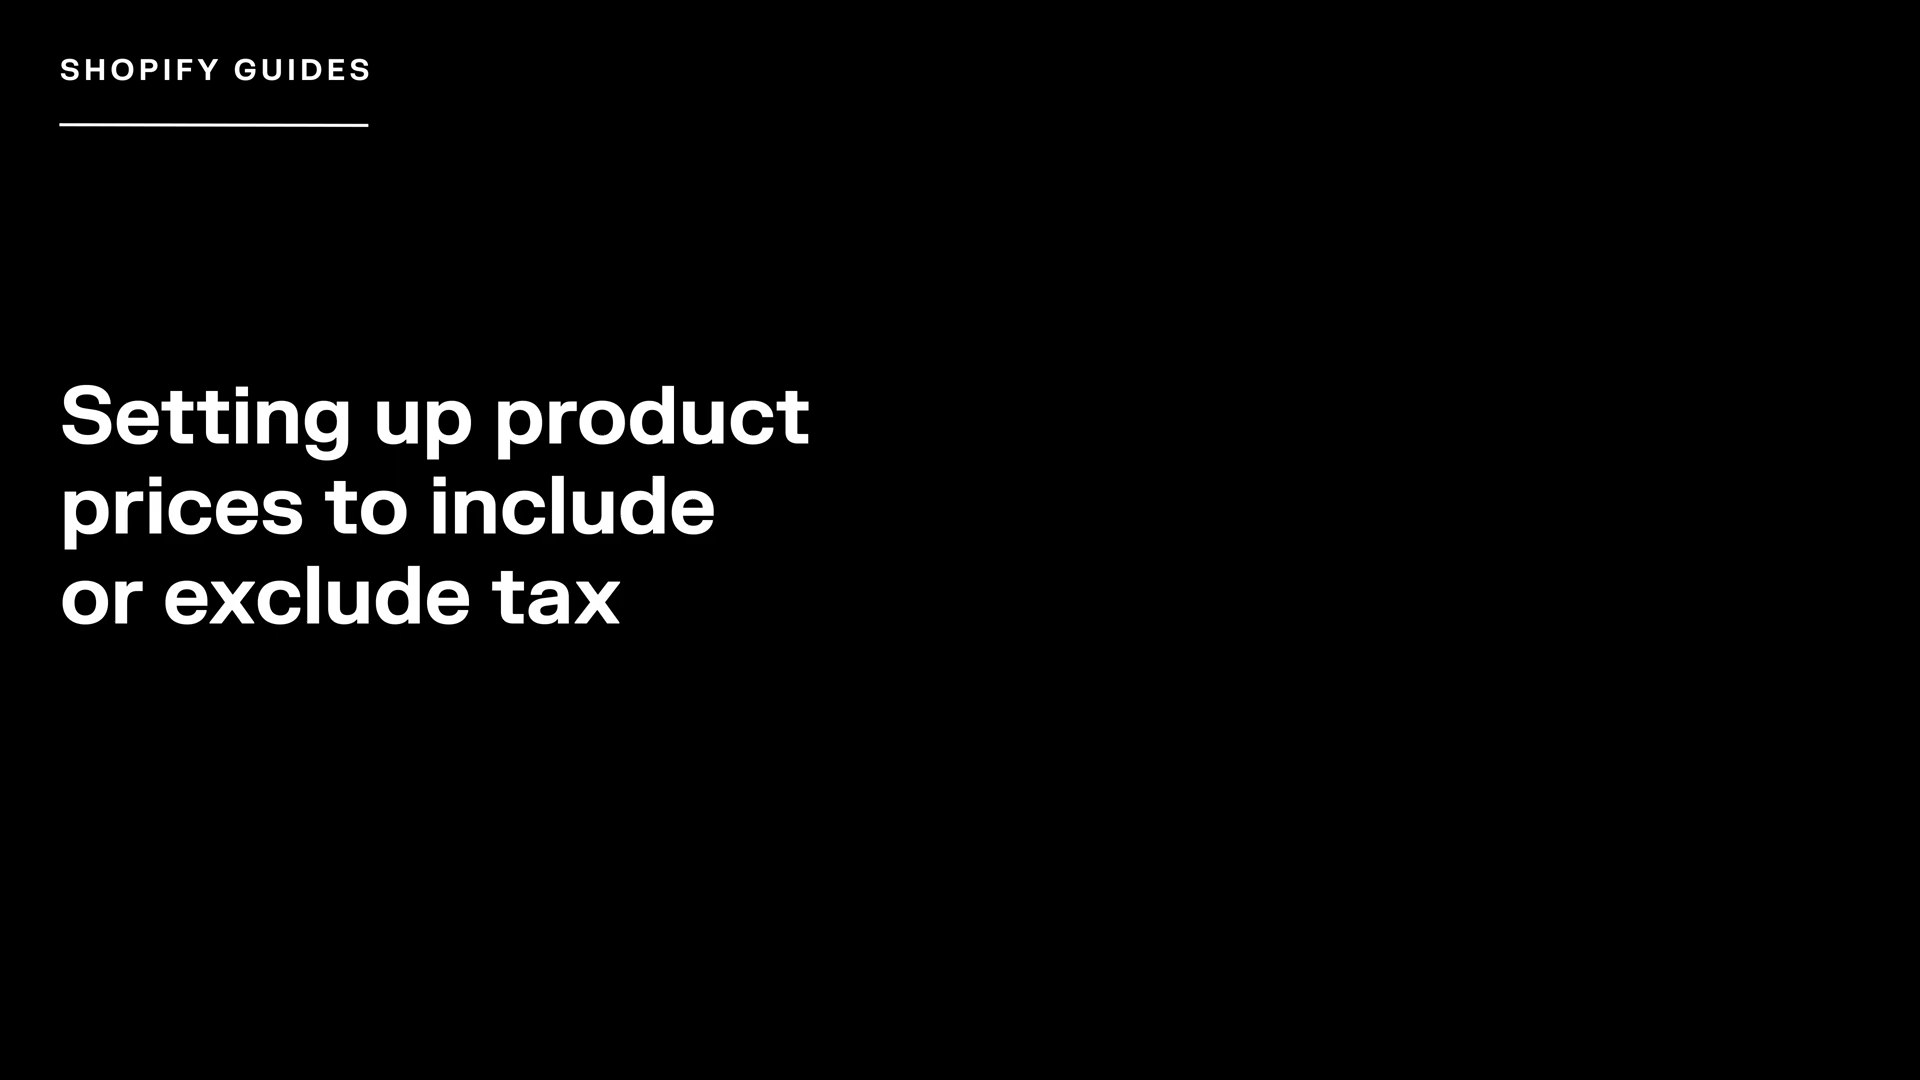 SHOPIFY GUIDES
Setting up product
prices to include
or exclude tax